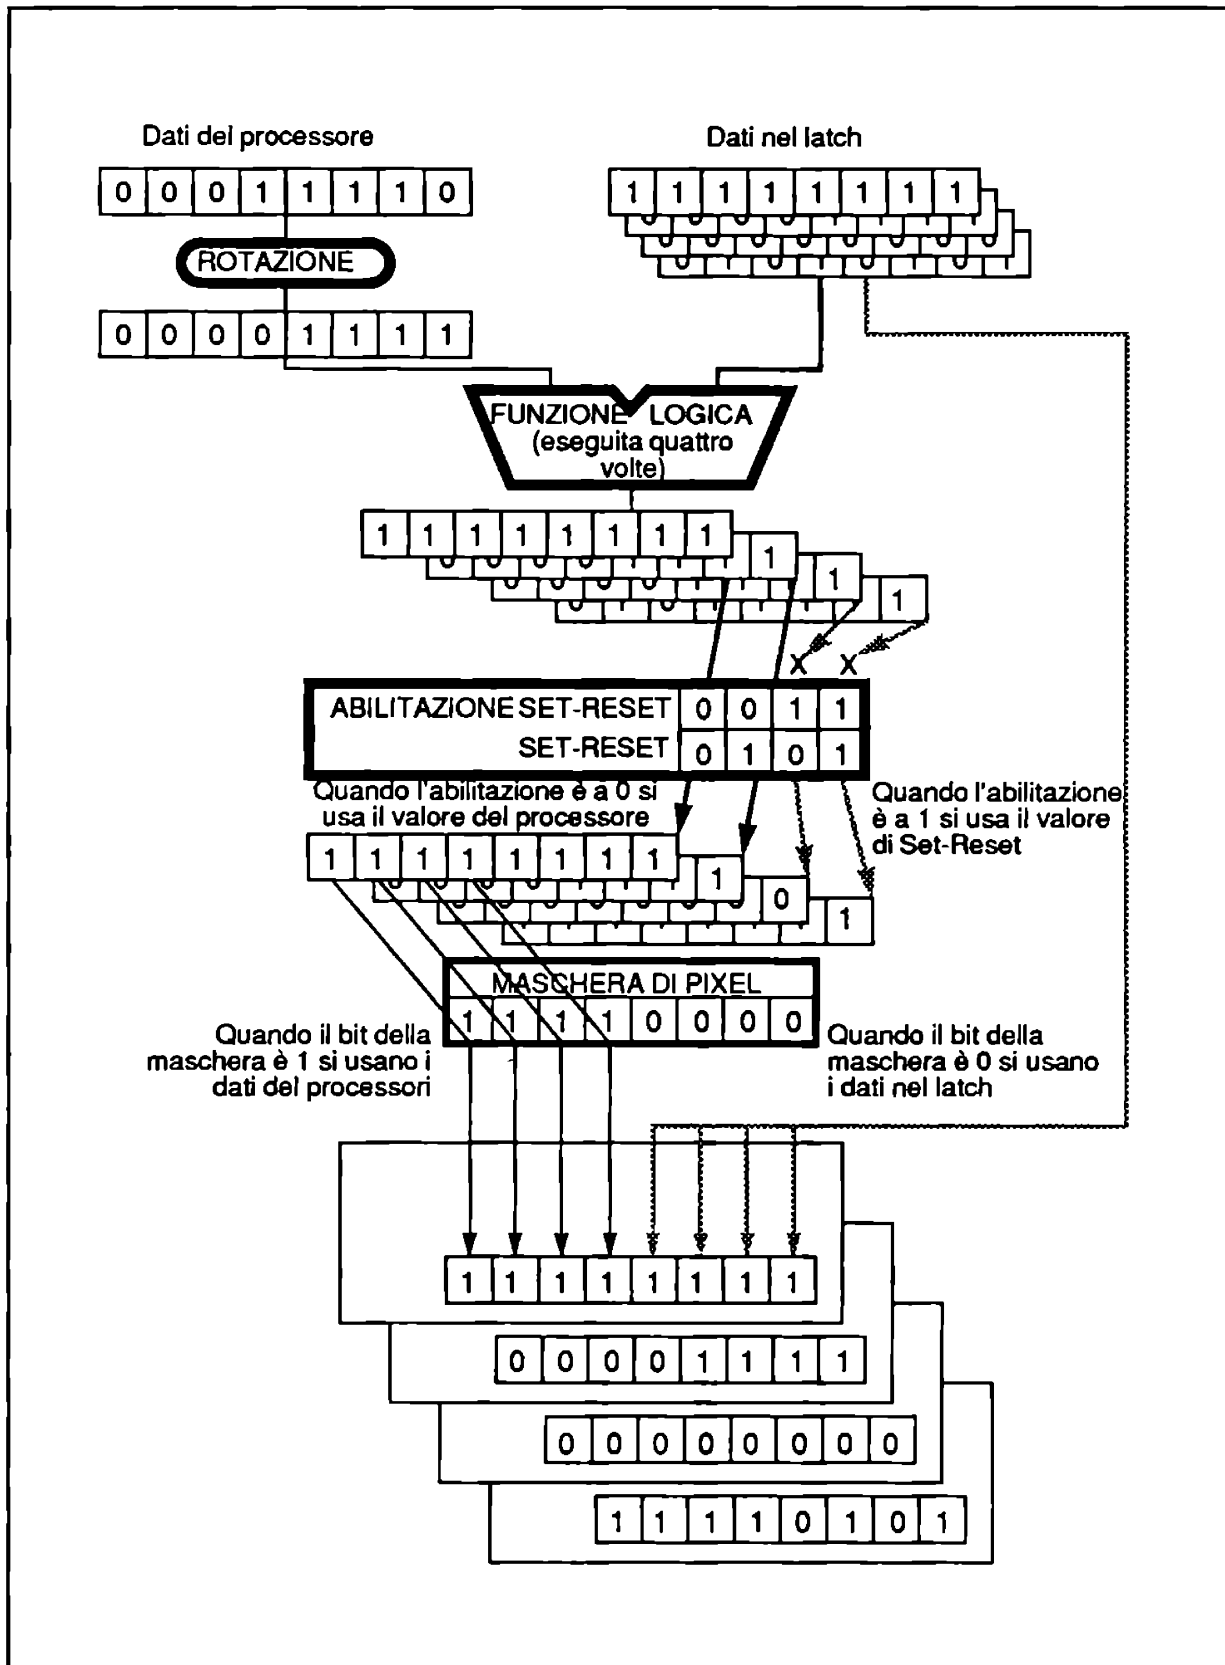 Dati del processore
Dati nel latch
0 0 0 1 1 1 1 0
1 1 1 1 1 1 1 1
ROTAZIONE
0 0 0 0 1 1 1 1
FUNZIONE LOGICA
(eseguita quattro
volte)
1 1 1 1 1 1 1 1
1
1
1
X X
ABILITAZIONE SET-RESET 0 0 1 1
SET-RESET 0 1 0 1
Quando l'abilitazione è a 0 si
usa il valore del processore
Quando l'abilitazione
è a 1 si usa il valore
di Set-Reset
1 1 1 1 1 1 1 1
1
0
1
MASCHERA DI PIXEL
1 1 1 1 0 0 0 0
Quando il bit della
maschera è 1 si usano i
dati del processori
Quando il bit della
maschera è 0 si usano
i dati nel latch
1 1 1 1 1 1 1 1
0 0 0 0 1 1 1 1
0 0 0 0 0 0 0 0
1 1 1 1 0 1 0 1